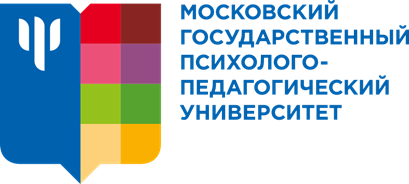 МОСКОВСКИЙ
ГОСУДАРСТВЕННЫЙ
ПСИХОЛОГО-
ПЕДАГОГИЧЕСКИЙ
УНИВЕРСИТЕТ